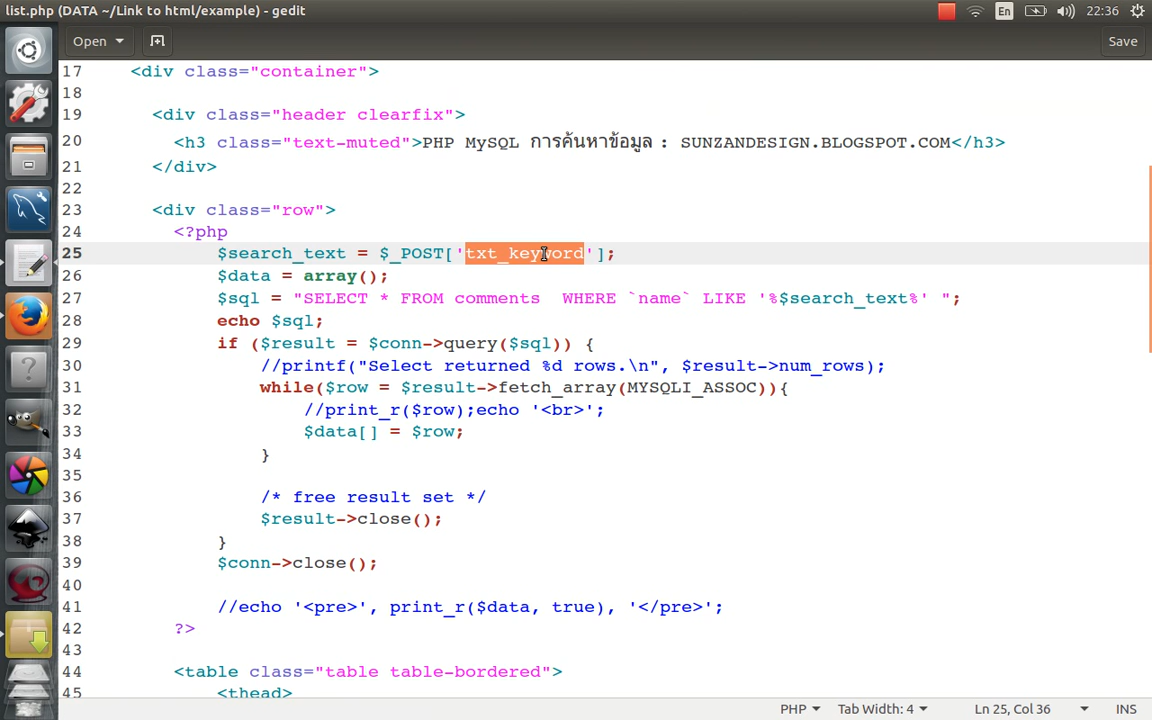 list.php (DATA ~/Link to html/example) - gedit
En
22:36
Open
Save
17 <div class="container">
18
19 <div class="header clearfix">
20 <h3 class="text-muted">PHP MySQL การค้นหาข้อมูล : SUNZANDESIGN.BLOGSPOT.COM</h3>
21 </div>
22
23 <div class="row">
24 <?php
25 $search_text = $_POST['txt_keyword'];
26 $data = array();
27 $sql = "SELECT * FROM comments  WHERE `name` LIKE '%$search_text%' ";
28 echo $sql;
29 if ($result = $conn->query($sql)) {
30 //printf("Select returned %d rows.\n", $result->num_rows);
31 while($row = $result->fetch_array(MYSQLI_ASSOC)){
32 //print_r($row);echo '<br>';
33 $data[] = $row;
34 }
35
36 /* free result set */
37 $result->close();
38 }
39 $conn->close();
40
41 //echo '<pre>', print_r($data, true), '</pre>';
42 ?>
43
44 <table class="table table-bordered">
45 <thead>
PHP
Tab Width: 4
Ln 25, Col 36
INS